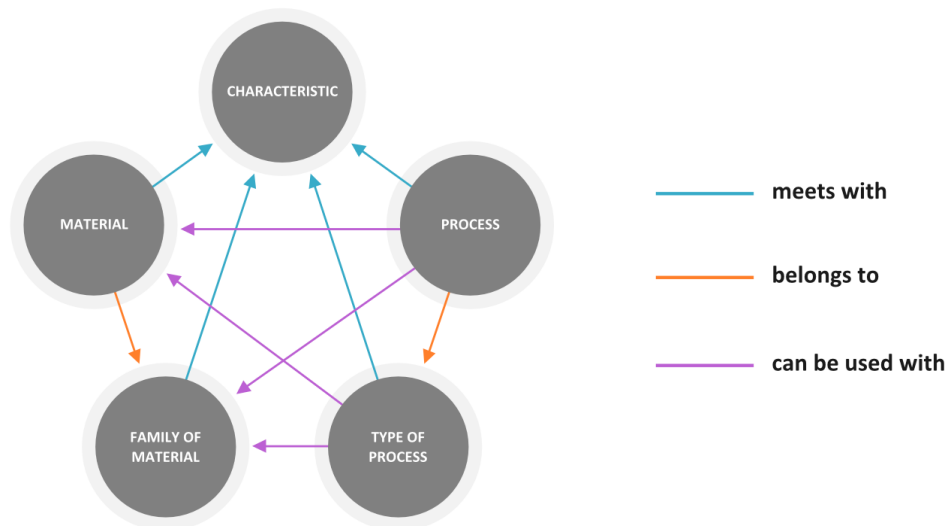 CHARACTERISTIC
MATERIAL
PROCESS
FAMILY OF
MATERIAL
TYPE OF
PROCESS
meets with
belongs to
can be used with